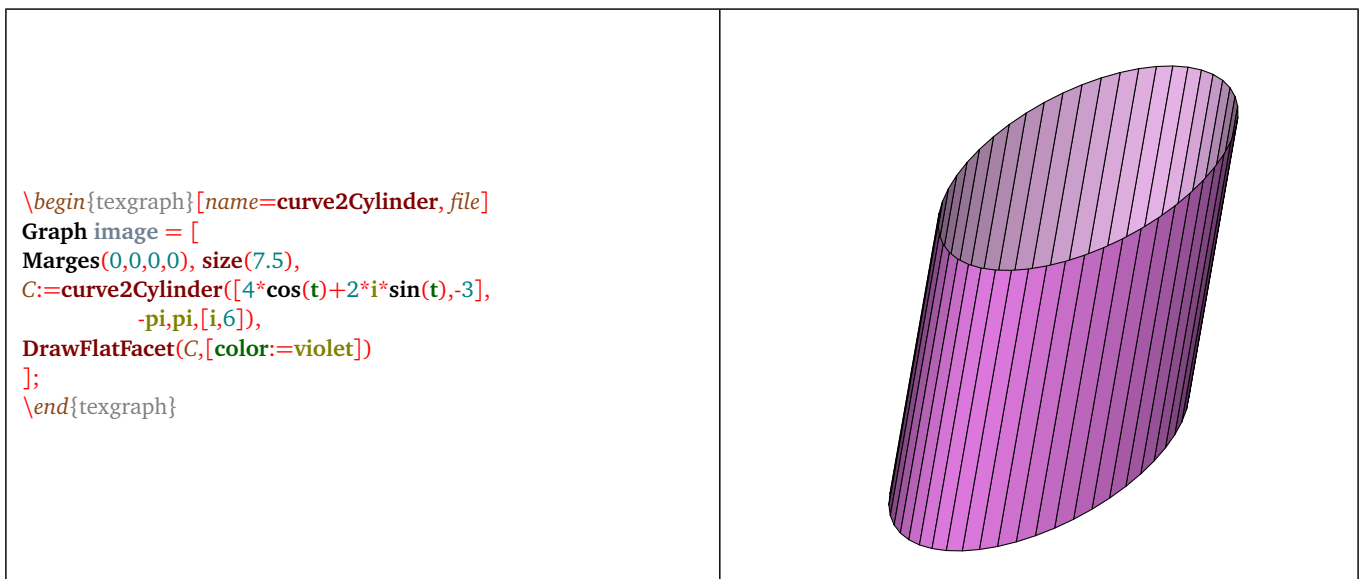 \begin{texgraph}[name=curve2Cylinder, file]
Graph image = [
Marges(0,0,0,0), size(7.5),
C:=curve2Cylinder([4*cos(t)+2*i*sin(t),-3],
-pi,pi,[i,6]),
DrawFlatFacet(C,[color:=violet])
];
\end{texgraph}